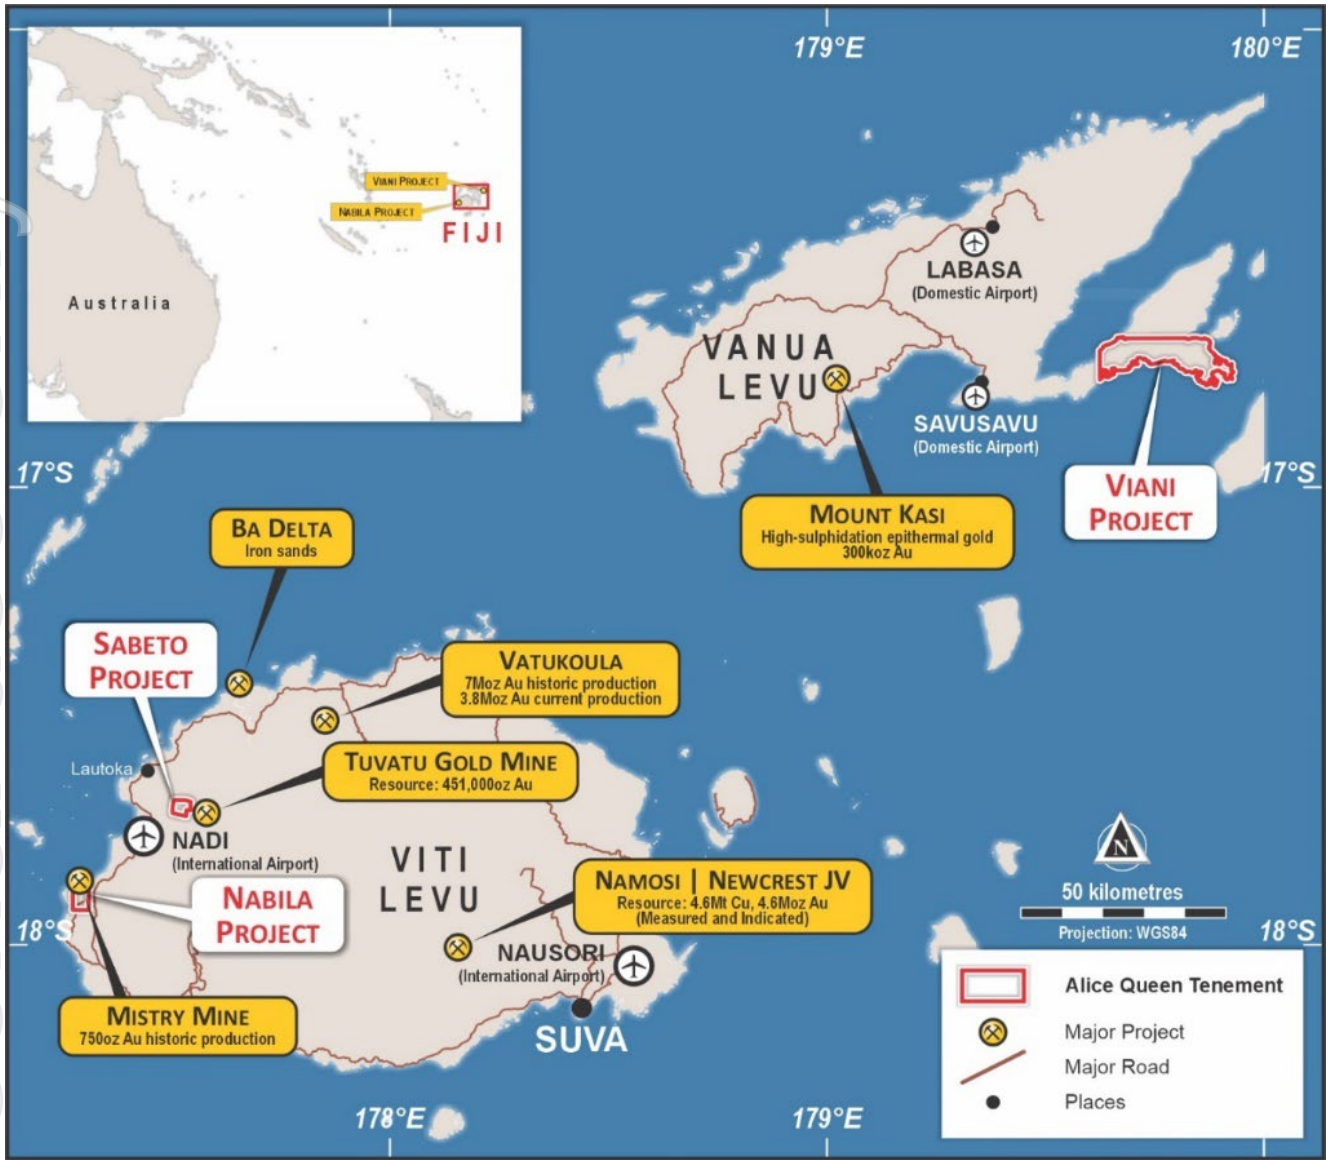 179°E
180°E
VIANI PROJECT
NABILA PROJECT
FIJI
Australia
LABASA
(Domestic Airport)
VANUA
LEVU
SAVUSAVU
(Domestic Airport)
17°S
17°S
VIANI
PROJECT
MOUNT KASI
High-sulphidation epithermal gold
300koz Au
BA DELTA
Iron sands
SABETO
PROJECT
VATUKOULA
7Moz Au historic production
3.8Moz Au current production
TUVATU GOLD MINE
Resource: 451,000oz Au
Lautoka
NADI
(International Airport)
VITI
LEVU
NABILA
PROJECT
NAMOSI | NEWCREST JV
Resource: 4.6Mt Cu, 4.6Moz Au
(Measured and Indicated)
N
50 kilometres
Projection: WGS84
18°S
18°S
NAUSORI
(International Airport)
MISTRY MINE
750oz Au historic production
SUVA
Alice Queen Tenement
Major Project
Major Road
Places
178°E
179°E